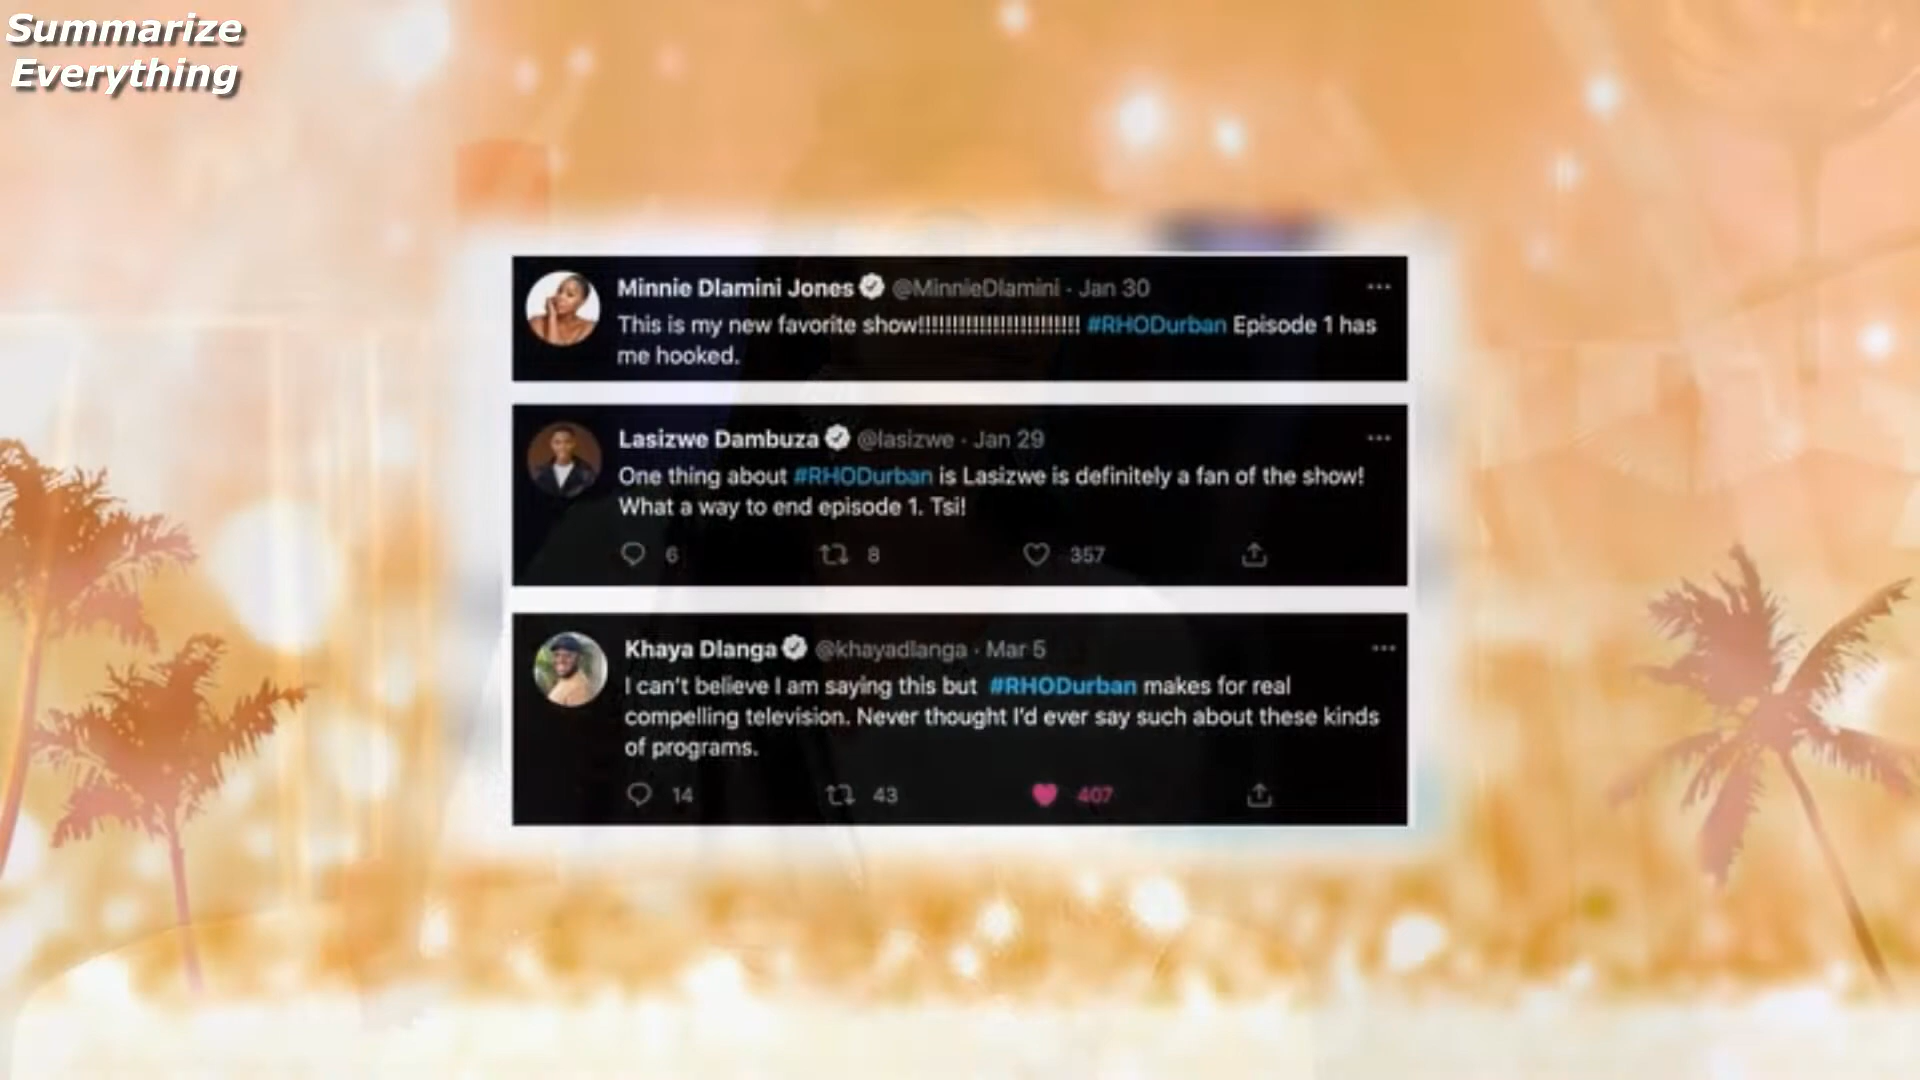 Summarize
Everything
Minnie Dlamini Jones @MinnieDlamini · Jan 30
This is my new favorite show!!!!!!!!!!!!!!!!!!!!!!!!! #RHODurban Episode 1 has
me hooked.
Lasizwe Dambuza @lasizwe · Jan 29
One thing about #RHODurban is Lasizwe is definitely a fan of the show!
What a way to end episode 1. Tsi!
6 8 357
Khaya Dlanga @khayadlanga · Mar 5
I can't believe I am saying this but #RHODurban makes for real
compelling television. Never thought I'd ever say such about these kinds
of programs.
14 43 407